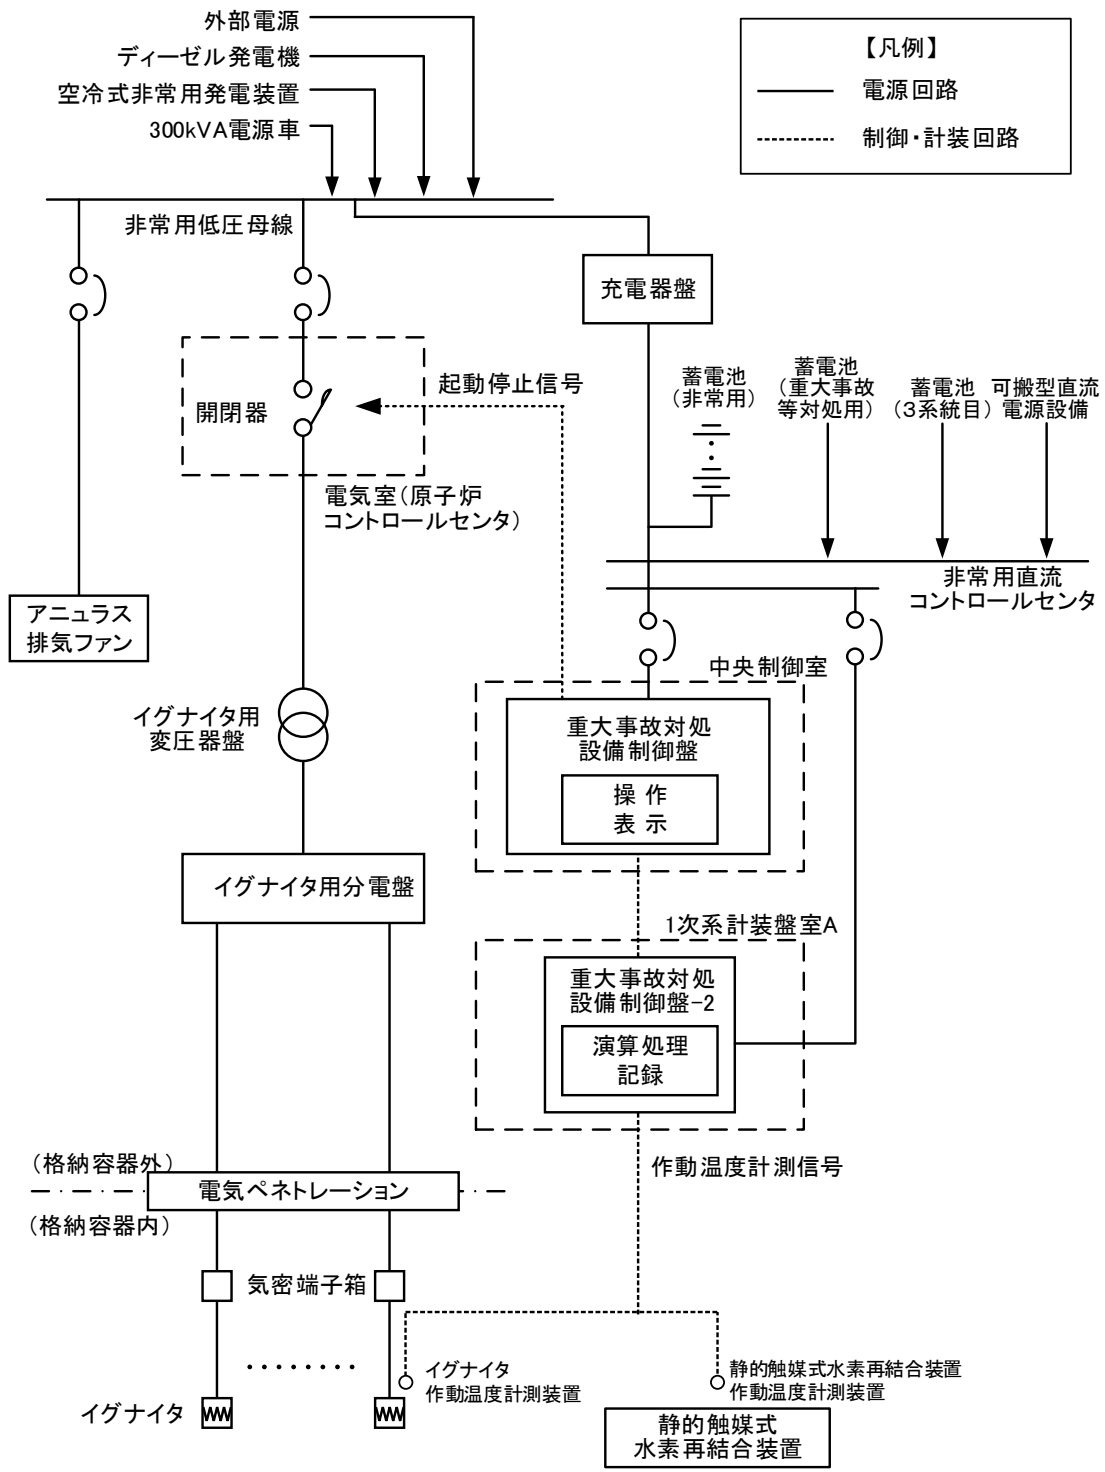 外部電源
ディーゼル発電機
空冷式非常用発電装置
300kVA電源車
【凡例】
電源回路
制御・計装回路
非常用低圧母線
充電器盤
開閉器
起動停止信号
電気室(原子炉
コントロールセンタ)
蓄電池
(非常用)
蓄電池
(重大事故
等対処用)
蓄電池
(3系統目)
可搬型直流
電源設備
非常用直流
コントロールセンタ
アニュラス
排気ファン
イグナイタ用
変圧器盤
中央制御室
重大事故対処
設備制御盤
操 作
表 示
イグナイタ用分電盤
1次系計装盤室A
重大事故対処
設備制御盤-2
演算処理
記録
作動温度計測信号
(格納容器外)
電気ペネトレーション
(格納容器内)
気密端子箱
イグナイタ
イグナイタ
作動温度計測装置
静的触媒式水素再結合装置
作動温度計測装置
静的触媒式
水素再結合装置